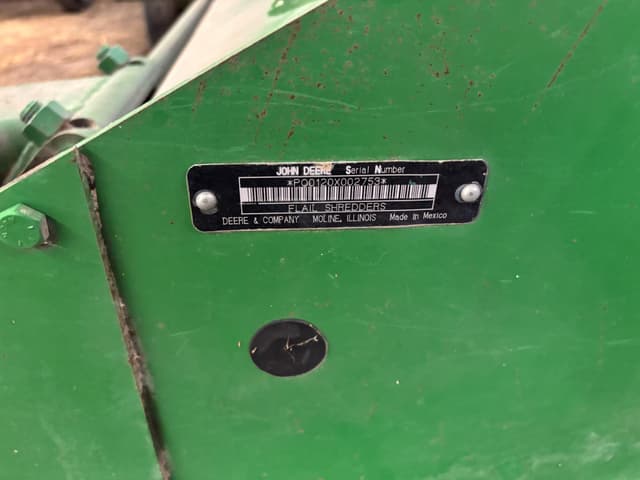 JOHN DEERE Serial Number
*P00120X002753*
FLAIL SHREDDERS
DEERE & COMPANY MOLINE, ILLINOIS Made in Mexico